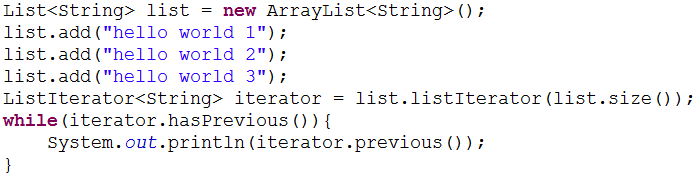 List<String> list = new ArrayList<String>();
list.add("hello world 1");
list.add("hello world 2");
list.add("hello world 3");
ListIterator<String> iterator = list.listIterator(list.size());
while(iterator.hasPrevious()){
    System.out.println(iterator.previous());
}